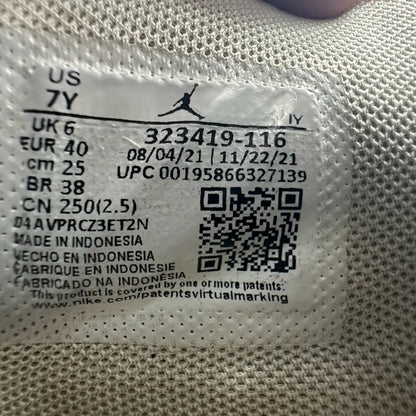 US
7Y
IY
UK 6
EUR 40
cm 25
BR 38
CN 250(2.5)
323419-116
08/04/21 | 11/22/21
UPC 00195866327139
04AVPRCZ3ET2N
MADE IN INDONESIA
HECHO EN INDONESIA
FABRIQUE EN INDONESIE
FABRICADO NA INDONÉSIA
This product is covered by one or more patents:
www.nike.com/patentsvirtualmarking